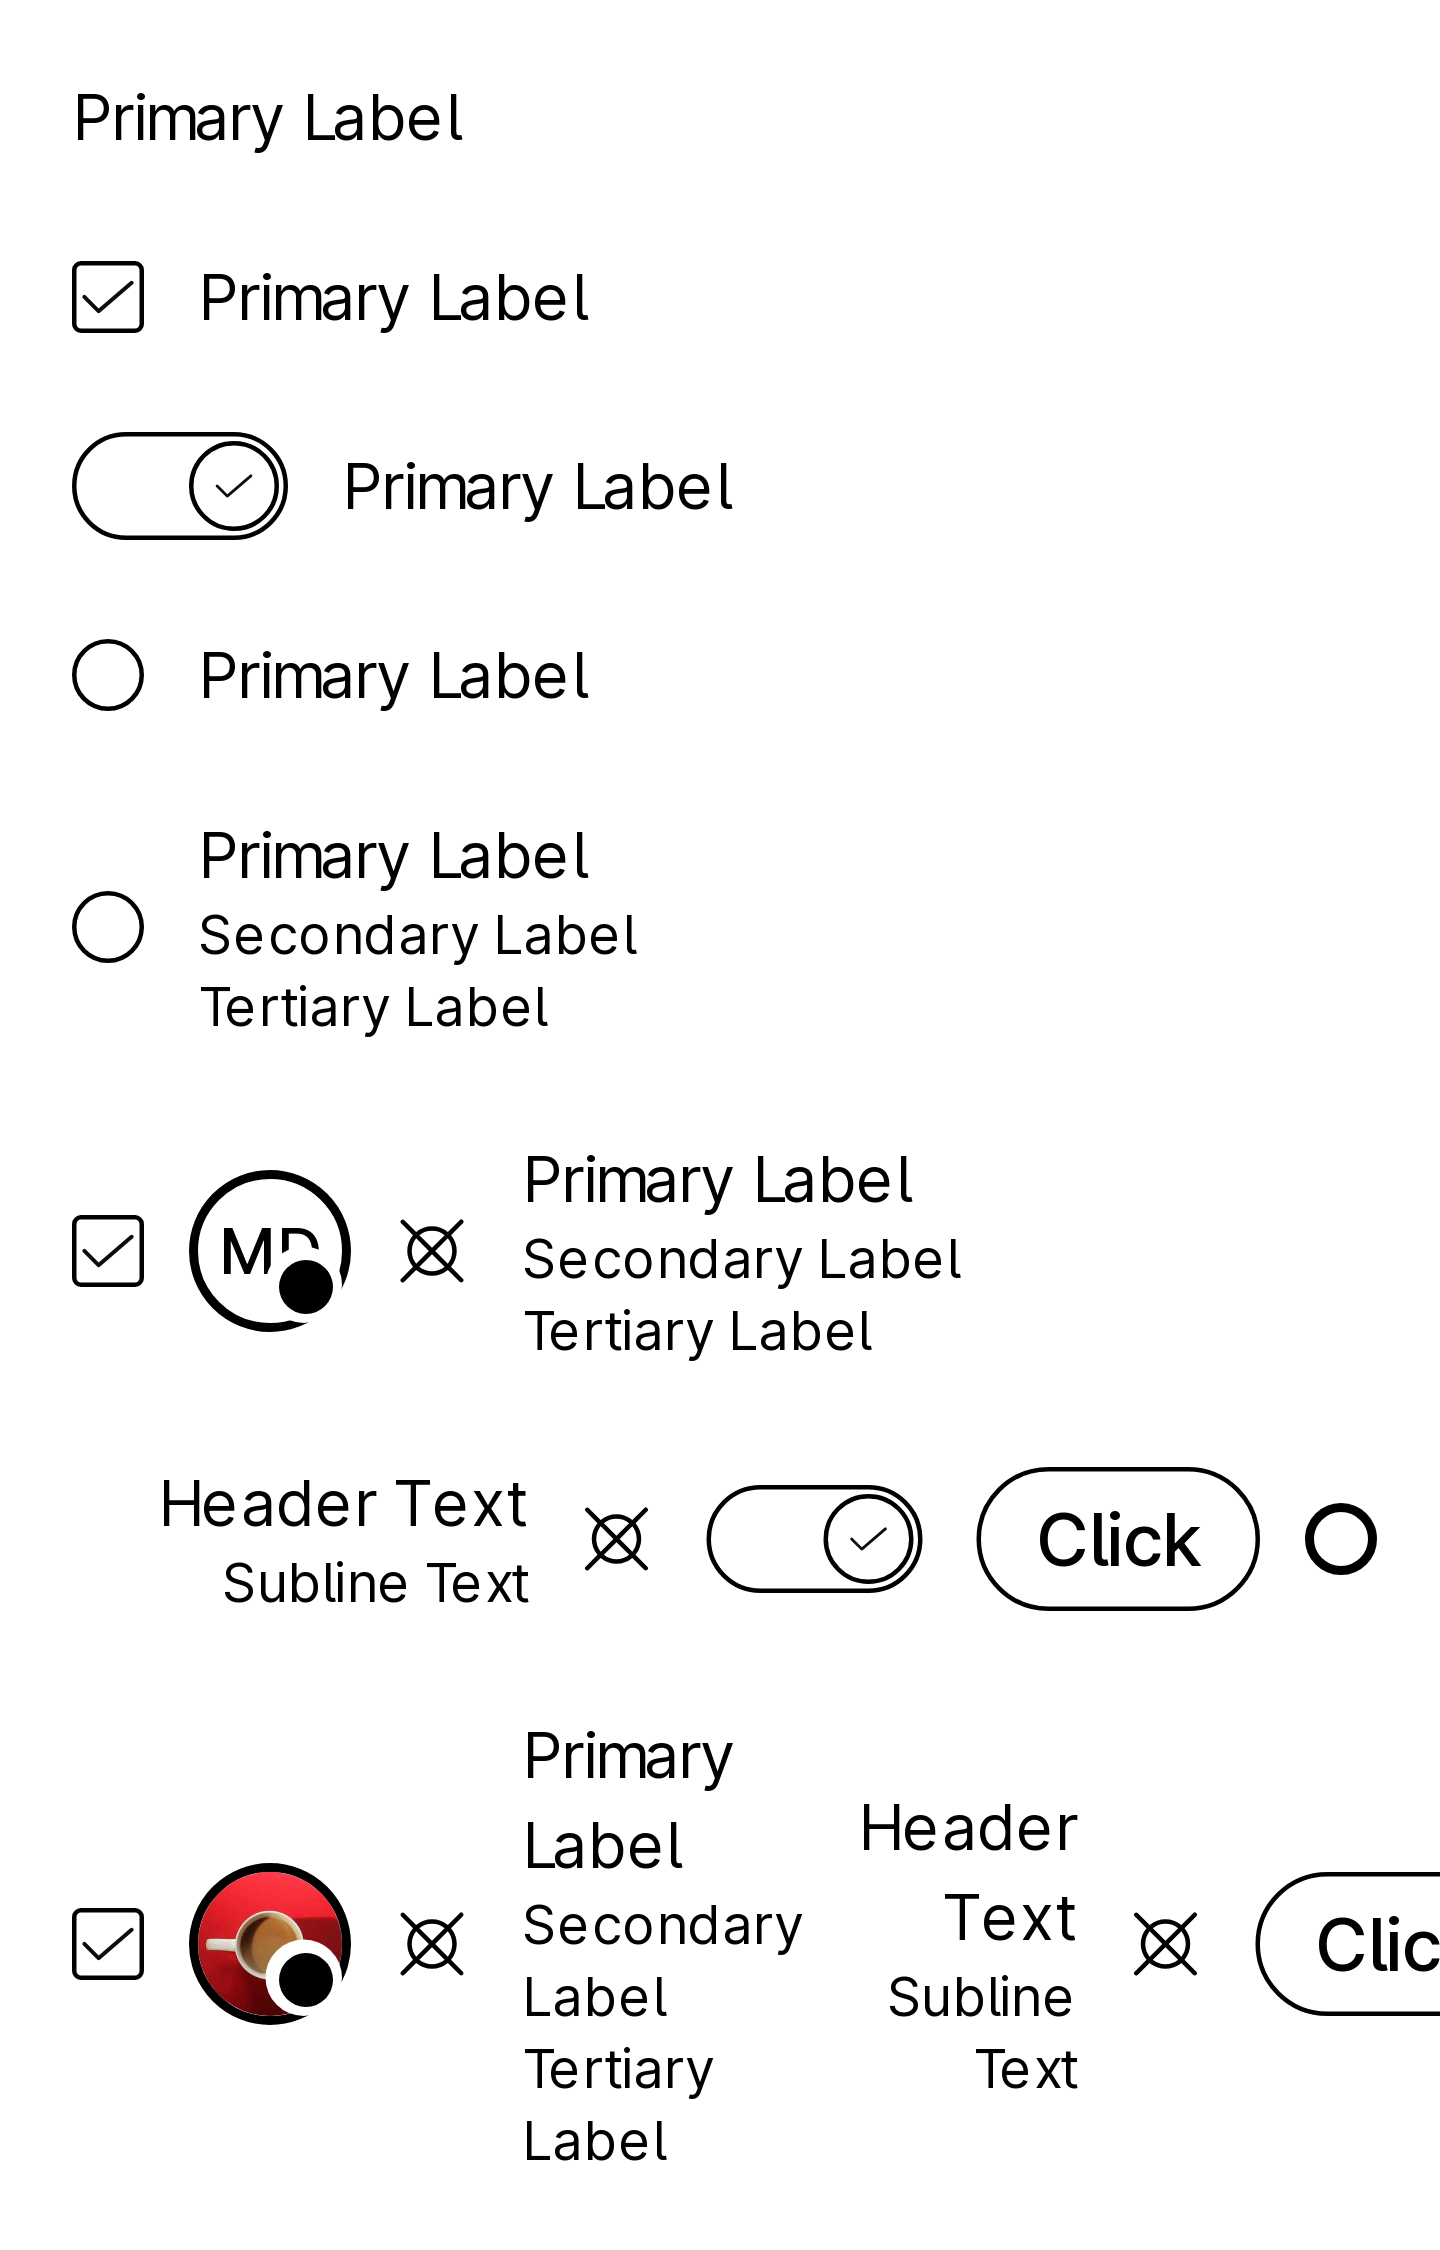 Primary Label
Primary Label
Primary Label
Primary Label
Primary Label
Secondary Label
Tertiary Label
Primary Label
Secondary Label
Tertiary Label
Header Text
Subline Text
Click
Primary
Label
Secondary
Label
Tertiary
Label
Header
Text
Subline
Text